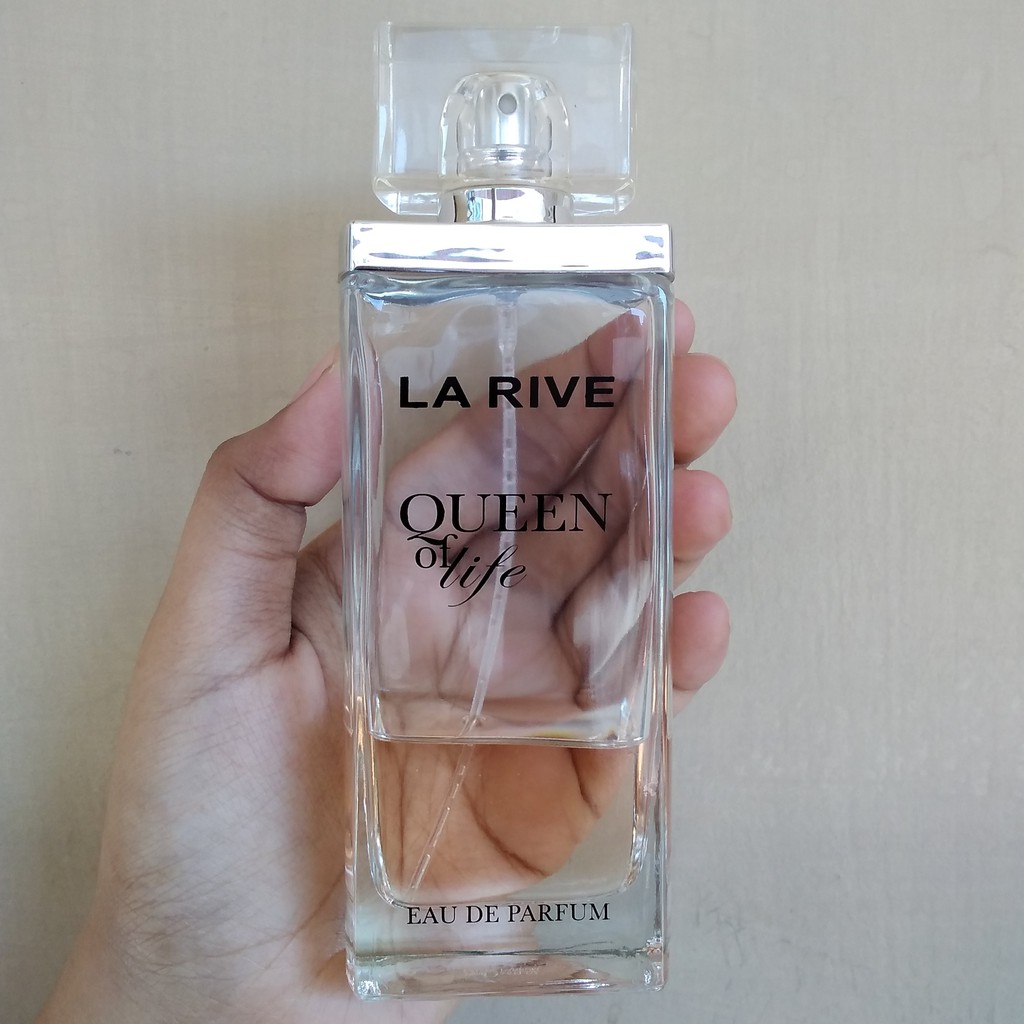 LA RIVE
QUEEN
of life
EAU DE PARFUM